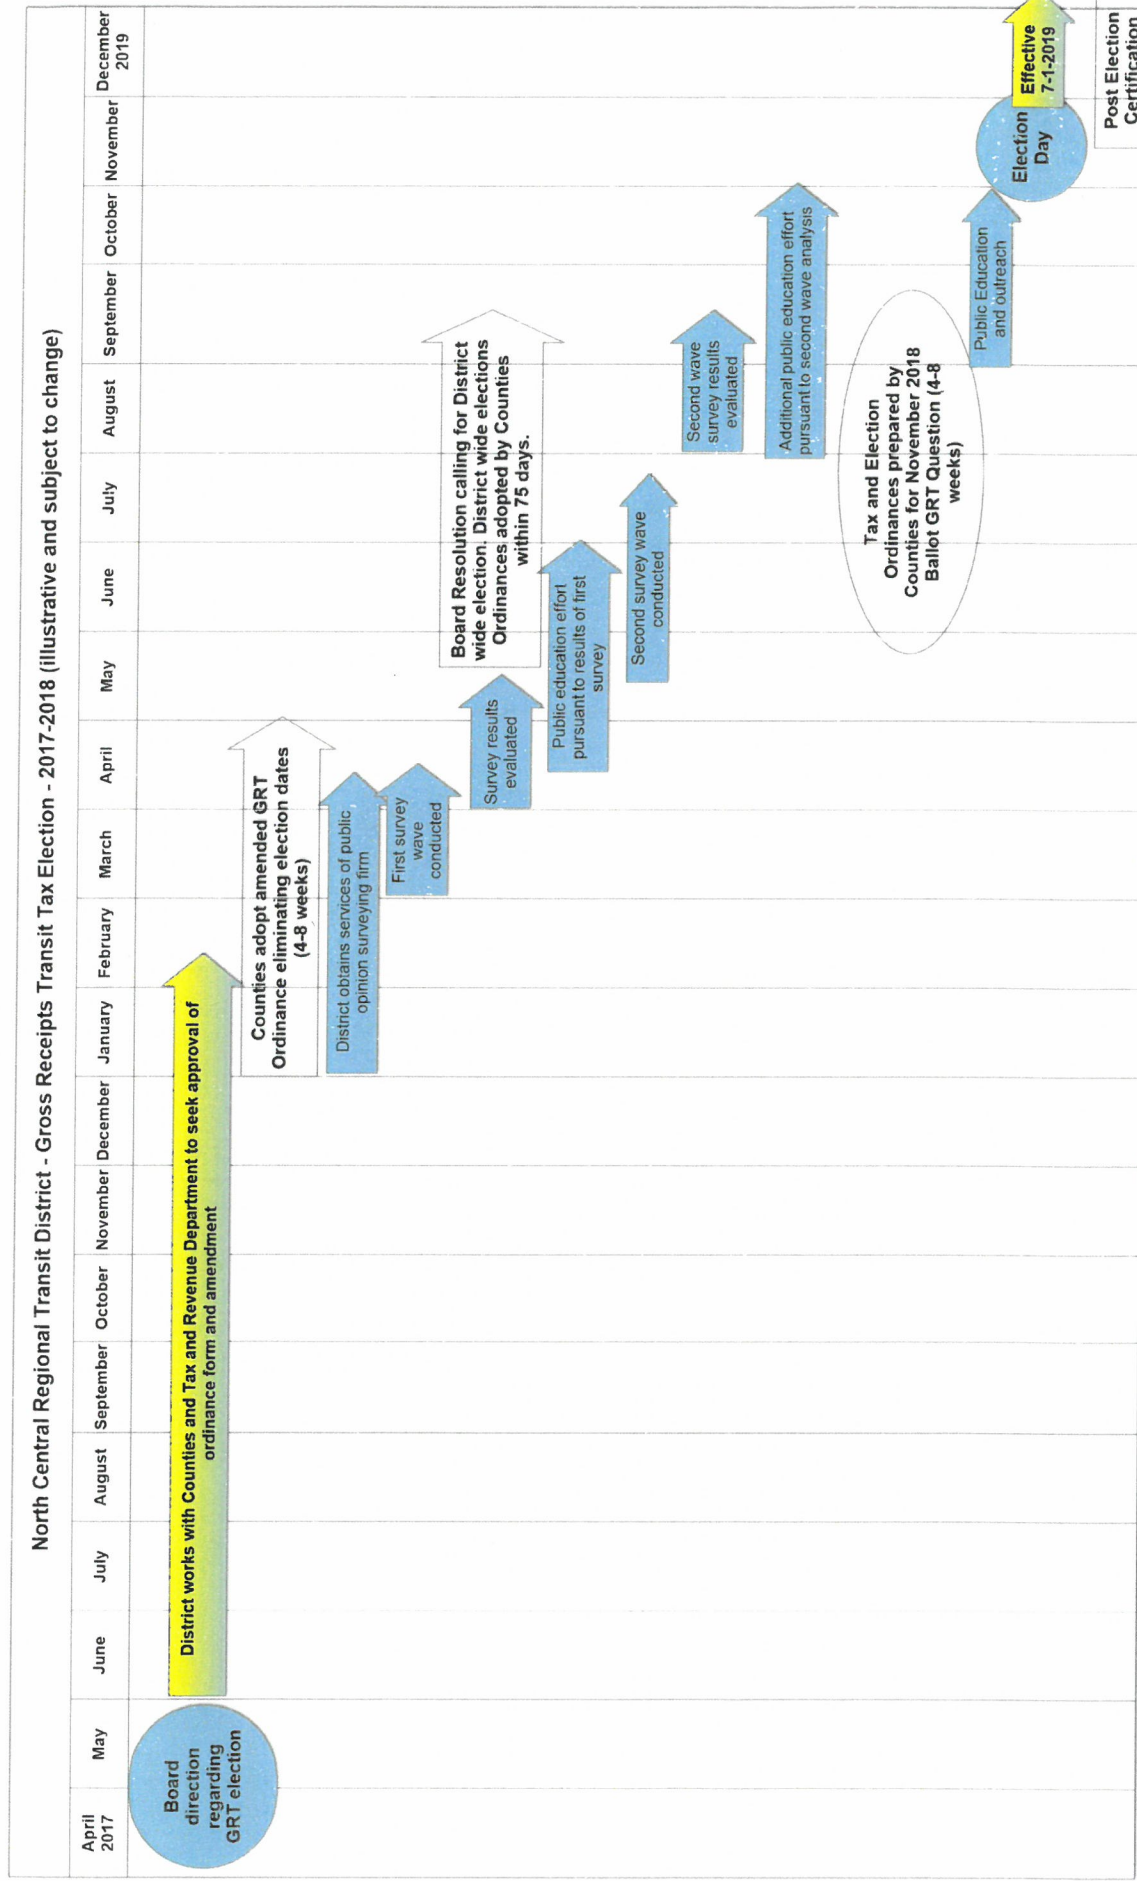 North Central Regional Transit District - Gross Receipts Transit Tax Election - 2017-2018 (illustrative and subject to change)
April
2017
May
June
July
August
September
October
November
December
January
February
March
April
May
June
July
August
September
October
November
December
2019
Board
direction
regarding
GRT election
District works with Counties and Tax and Revenue Department to seek approval of
ordinance form and amendment
Counties adopt amended GRT
Ordinance eliminating election dates
(4-8 weeks)
District obtains services of public
opinion surveying firm
First survey
wave
conducted
Board Resolution calling for District
wide election. District wide elections
Ordinances adopted by Counties
within 75 days.
Survey results
evaluated
Public education effort
pursuant to results of first
survey
Second survey wave
conducted
Second wave
survey results
evaluated
Additional public education effort
pursuant to second wave analysis
Tax and Election
Ordinances prepared by
Counties for November 2018
Ballot GRT Question (4-8
weeks)
Public Education
and outreach
Election
Day
Effective
7-1-2019
Post Election
Certification